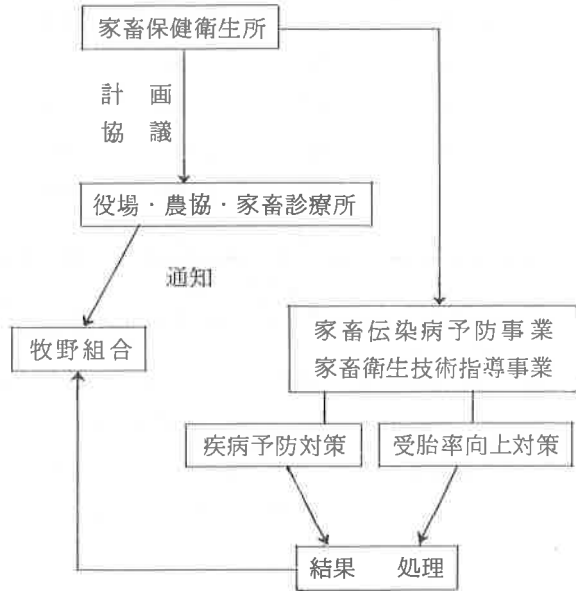 家畜保健衛生所
計　画
協　議
役場・農協・家畜診療所
通知
牧野組合
家畜伝染病予防事業
家畜衛生技術指導事業
疾病予防対策
受胎率向上対策
結果　処理